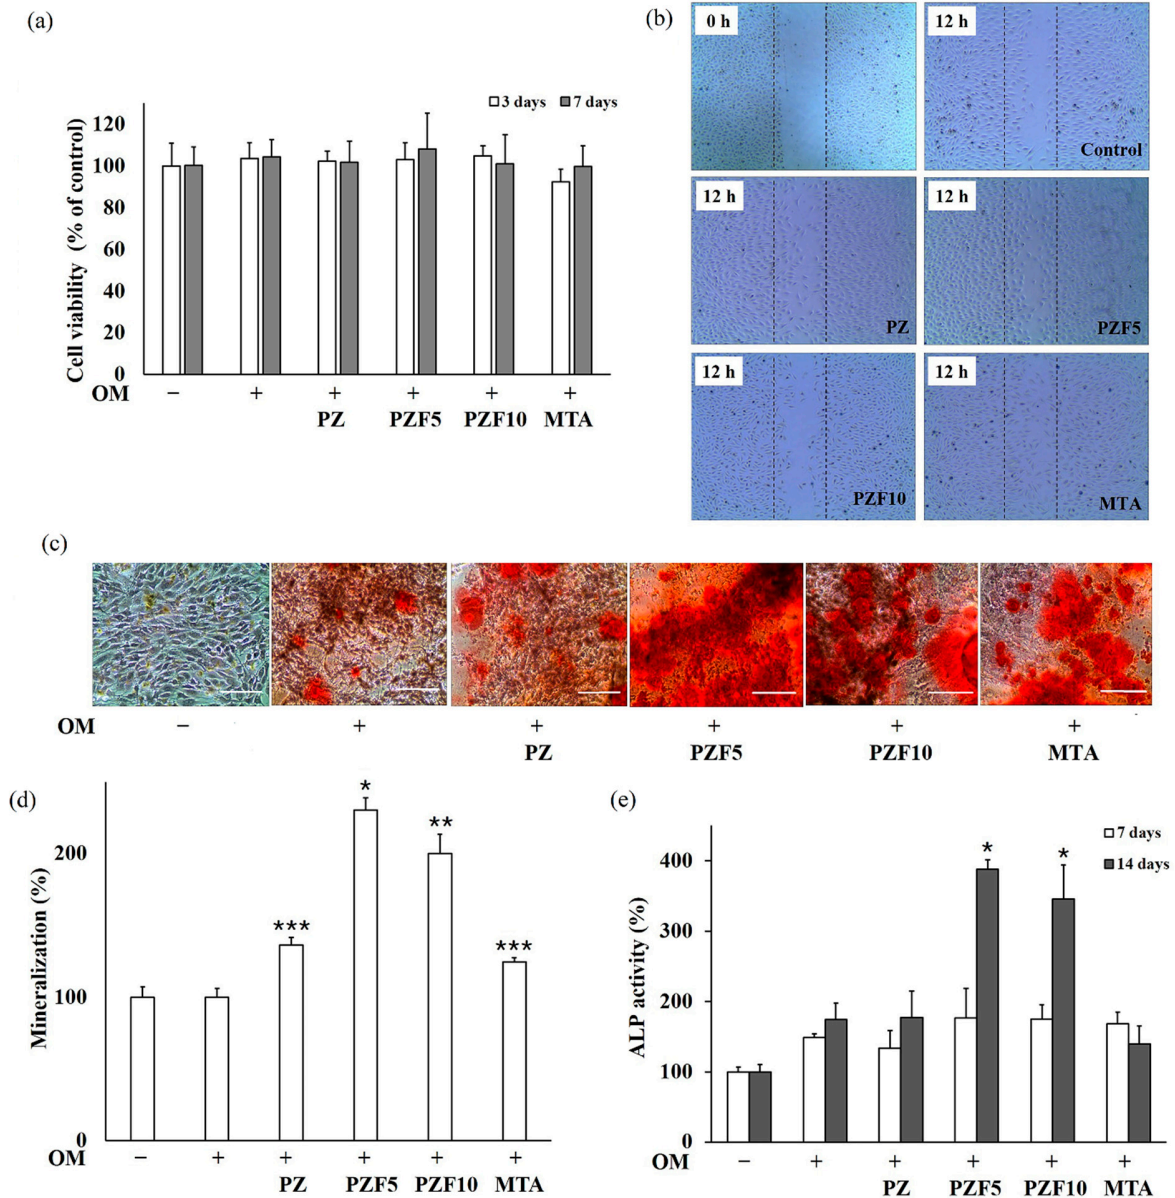 (a)
3 days 7 days
Cell viability (% of control)
120
100
80
60
40
20
0
OM − + + + + +
PZ PZF5 PZF10 MTA
(b)
0 h
12 h
Control
12 h
PZ
12 h
PZF5
12 h
PZF10
12 h
MTA
(c)
OM − + + + + +
PZ PZF5 PZF10 MTA
(d)
Mineralization (%)
200
100
0
*
**
***
***
OM − + + + + +
PZ PZF5 PZF10 MTA
(e)
7 days
14 days
ALP activity (%)
400
300
200
100
0
*
*
OM − + + + + +
PZ PZF5 PZF10 MTA